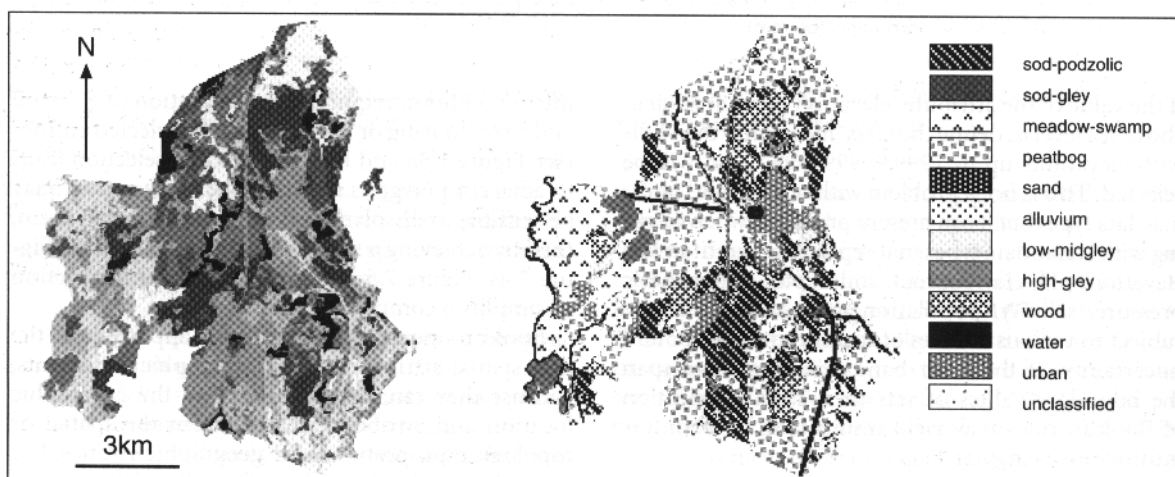 N
3km
sod-podzolic
sod-gley
meadow-swamp
peatbog
sand
alluvium
low-midgley
high-gley
wood
water
urban
unclassified